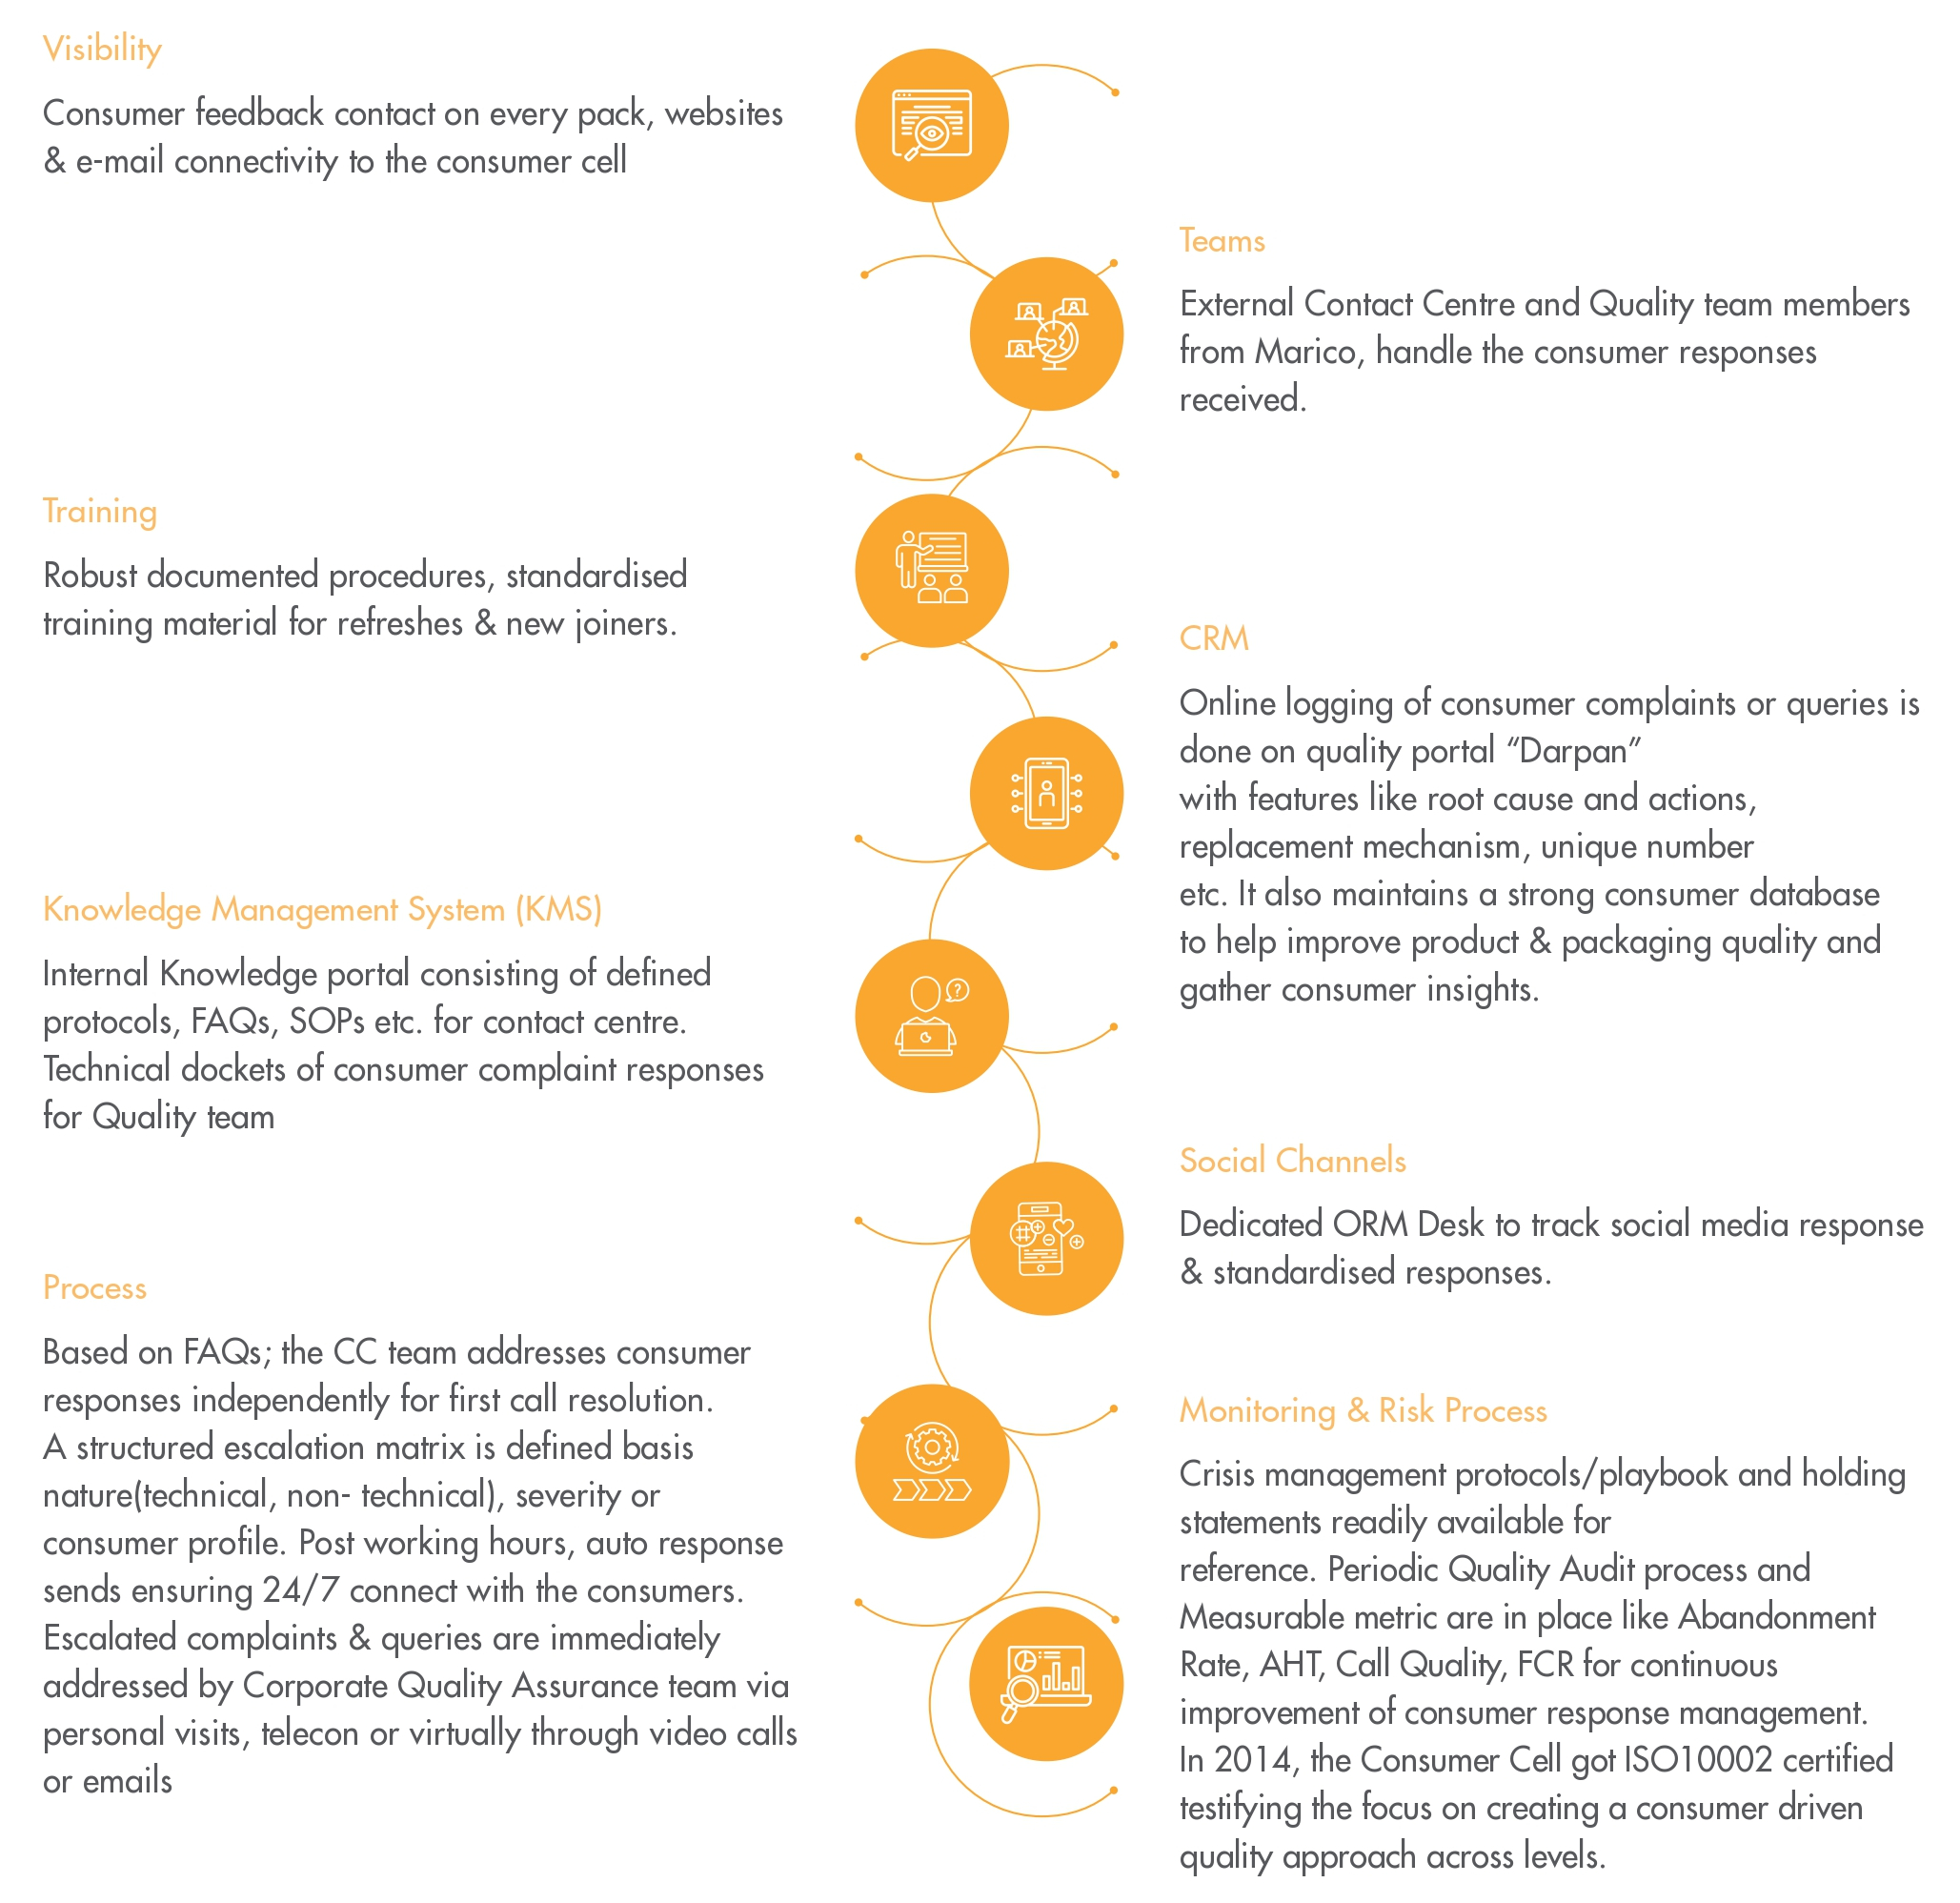 Visibility
Consumer feedback contact on every pack, websites
& e-mail connectivity to the consumer cell
Teams
External Contact Centre and Quality team members
from Marico, handle the consumer responses
received.
Training
Robust documented procedures, standardised
training material for refreshes & new joiners.
CRM
Online logging of consumer complaints or queries is
done on quality portal “Darpan”
with features like root cause and actions,
replacement mechanism, unique number
etc. It also maintains a strong consumer database
to help improve product & packaging quality and
gather consumer insights.
Knowledge Management System (KMS)
Internal Knowledge portal consisting of defined
protocols, FAQs, SOPs etc. for contact centre.
Technical dockets of consumer complaint responses
for Quality team
Social Channels
Dedicated ORM Desk to track social media response
& standardised responses.
Process
Based on FAQs; the CC team addresses consumer
responses independently for first call resolution.
A structured escalation matrix is defined basis
nature(technical, non- technical), severity or
consumer profile. Post working hours, auto response
sends ensuring 24/7 connect with the consumers.
Escalated complaints & queries are immediately
addressed by Corporate Quality Assurance team via
personal visits, telecon or virtually through video calls
or emails
Monitoring & Risk Process
Crisis management protocols/playbook and holding
statements readily available for
reference. Periodic Quality Audit process and
Measurable metric are in place like Abandonment
Rate, AHT, Call Quality, FCR for continuous
improvement of consumer response management.
In 2014, the Consumer Cell got ISO10002 certified
testifying the focus on creating a consumer driven
quality approach across levels.